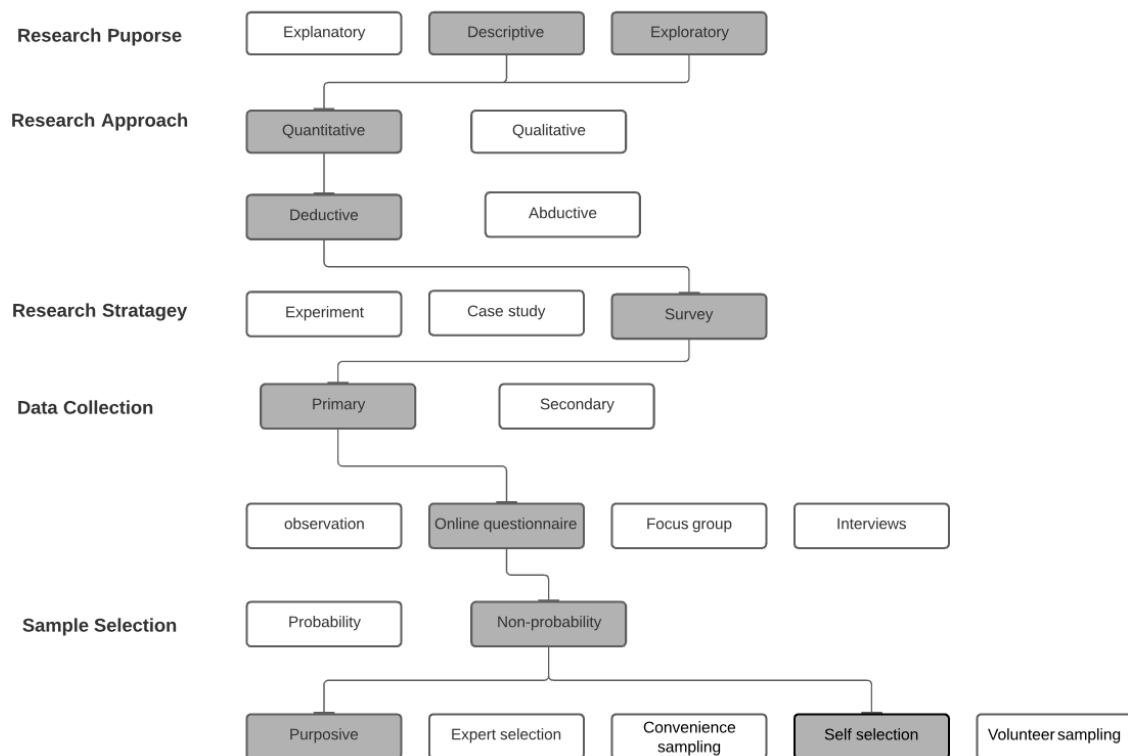 Research Puporse
Explanatory
Descriptive
Exploratory
Research Approach
Quantitative
Qualitative
Deductive
Abductive
Research Stratagey
Experiment
Case study
Survey
Data Collection
Primary
Secondary
observation
Online questionnaire
Focus group
Interviews
Sample Selection
Probability
Non-probability
Purposive
Expert selection
Convenience
sampling
Self selection
Volunteer sampling